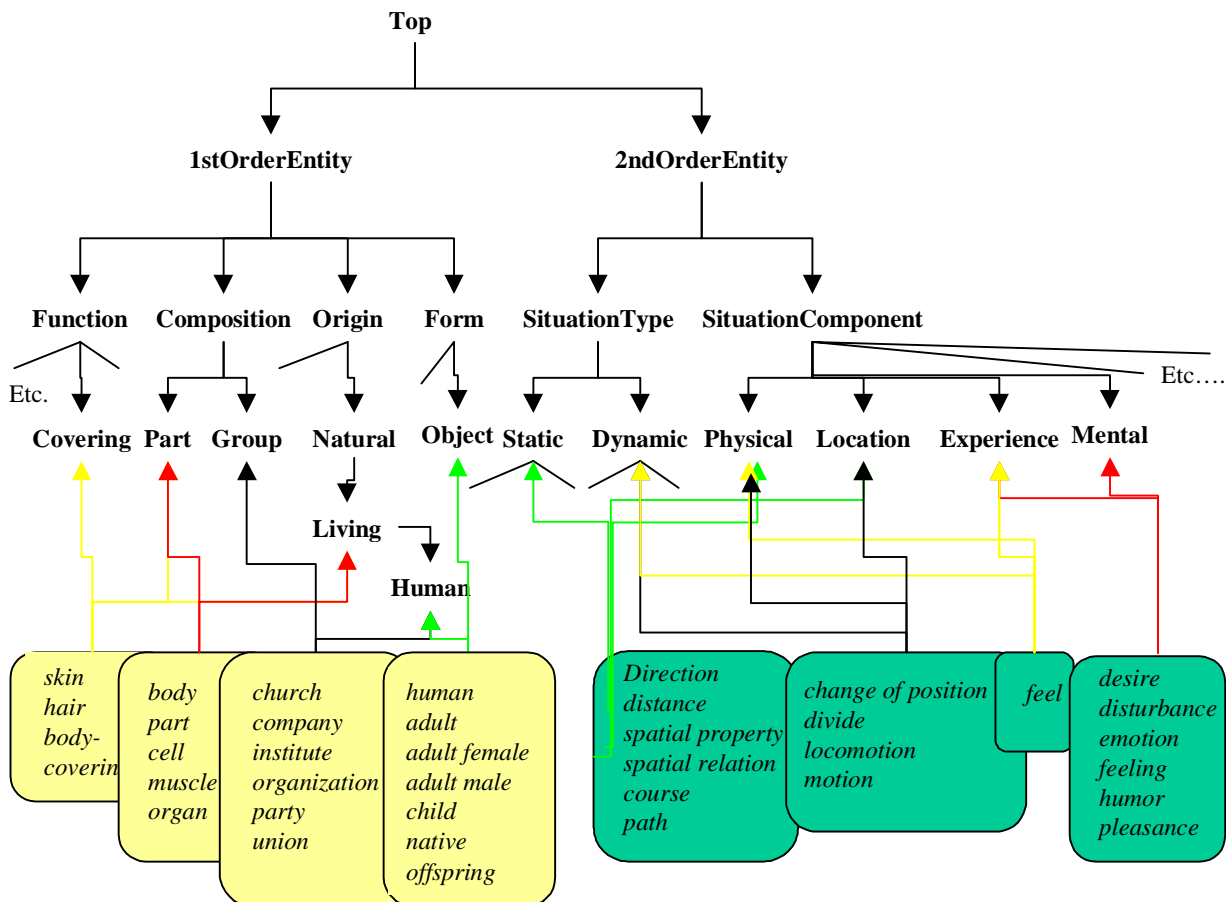 Top
1stOrderEntity
2ndOrderEntity
Function
Composition
Origin
Form
SituationType
SituationComponent
Etc.
Etc….
Covering
Part
Group
Natural
Object
Static
Dynamic
Physical
Location
Experience
Mental
Living
Human
skin
hair
body-
coverin
body
part
cell
muscle
organ
church
company
institute
organization
party
union
human
adult
adult female
adult male
child
native
offspring
Direction
distance
spatial property
spatial relation
course
path
change of position
divide
locomotion
motion
feel
desire
disturbance
emotion
feeling
humor
pleasance